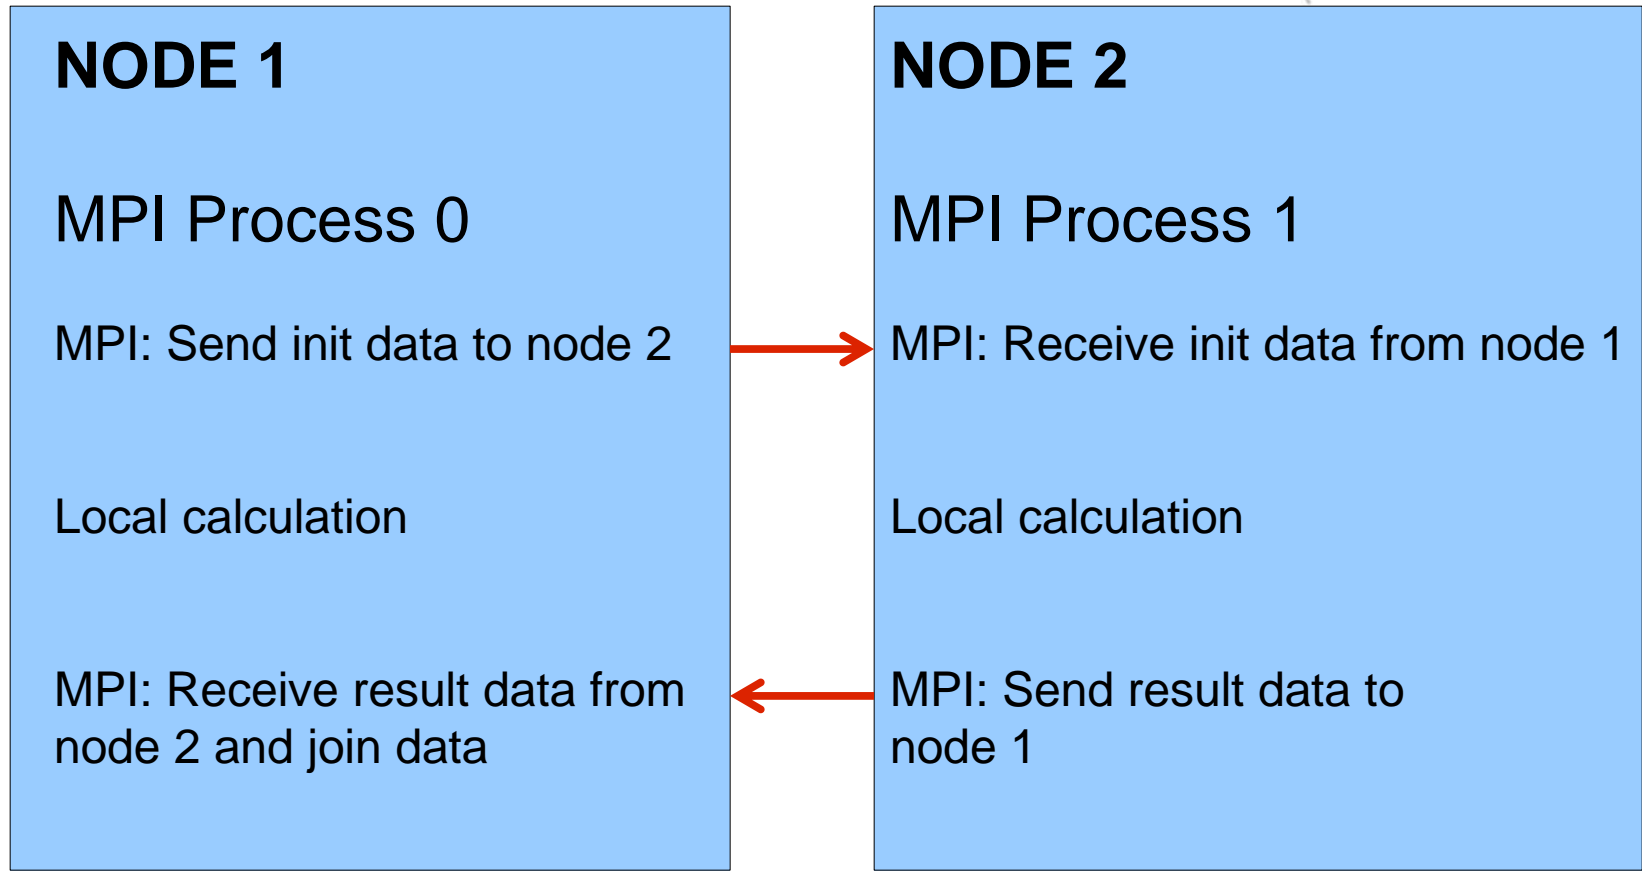 NODE 1
MPI Process 0
MPI: Send init data to node 2
Local calculation
MPI: Receive result data from
node 2 and join data
NODE 2
MPI Process 1
MPI: Receive init data from node 1
Local calculation
MPI: Send result data to
node 1